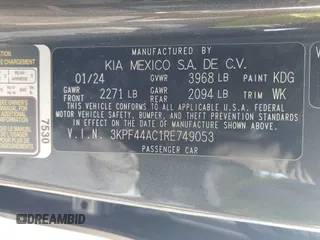 MANUFACTURED BY
KIA MEXICO S.A. DE C.V.
01/24 GVWR 3968 LB PAINT KDG
GAWR FRONT 2271 LB GAWR REAR 2094 LB TRIM WK
THIS VEHICLE CONFORMS TO ALL APPLICABLE U.S. FEDERAL
MOTOR VEHICLE SAFETY, BUMPER, AND THEFT PREVENTION
STANDARDS IN EFFECT ON THE DATE OF MANUFACTURE SHOWN ABOVE.
V.I.N. 3KPF44AC1RE749053
PASSENGER CAR
7530
DAMAGEDBID